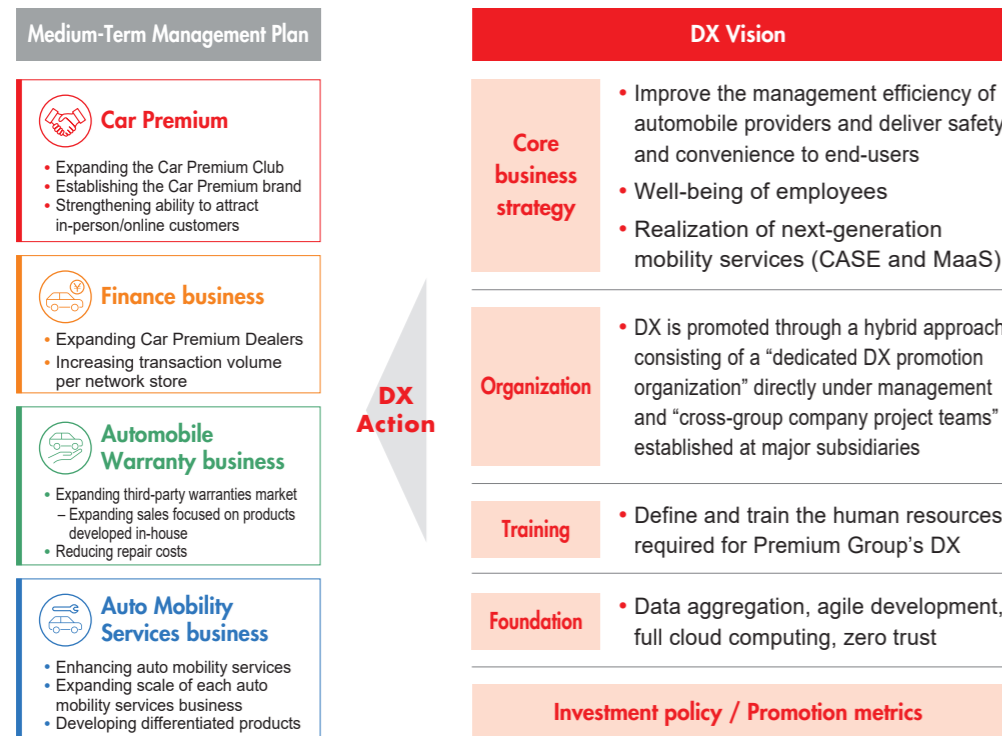 Medium-Term Management Plan
Car Premium
• Expanding the Car Premium Club
• Establishing the Car Premium brand
• Strengthening ability to attract
in-person/online customers
Finance business
• Expanding Car Premium Dealers
• Increasing transaction volume
per network store
Automobile
Warranty business
• Expanding third-party warranties market
– Expanding sales focused on products
developed in-house
• Reducing repair costs
Auto Mobility
Services business
• Enhancing auto mobility services
• Expanding scale of each auto
mobility services business
• Developing differentiated products
DX
Action
DX Vision
Core
business
strategy
• Improve the management efficiency of
automobile providers and deliver safety
and convenience to end-users
• Well-being of employees
• Realization of next-generation
mobility services (CASE and MaaS)
Organization
• DX is promoted through a hybrid approach
consisting of a “dedicated DX promotion
organization” directly under management
and “cross-group company project teams”
established at major subsidiaries
Training
• Define and train the human resources
required for Premium Group’s DX
Foundation
• Data aggregation, agile development,
full cloud computing, zero trust
Investment policy / Promotion metrics